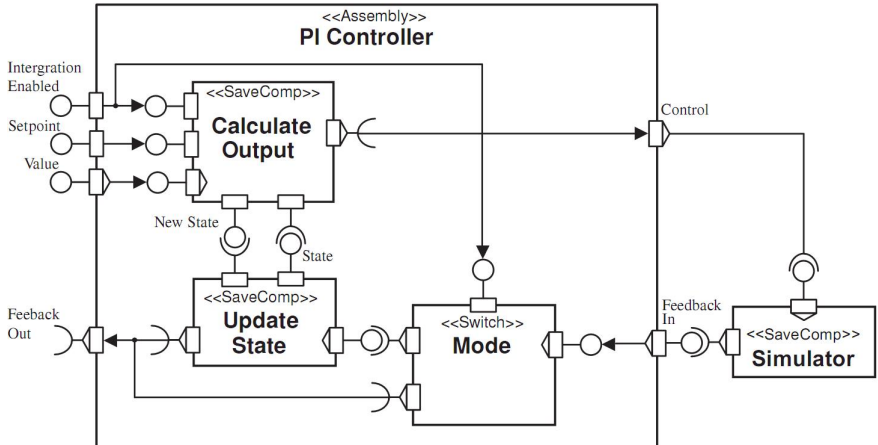 <<Assembly>>
PI Controller
Intergration
Enabled
<<SaveComp>>
Calculate
Output
Control
Setpoint
Value
New State
State
<<SaveComp>>
Update
State
Feeback
Out
<<Switch>>
Mode
Feedback
In
<<SaveComp>>
Simulator